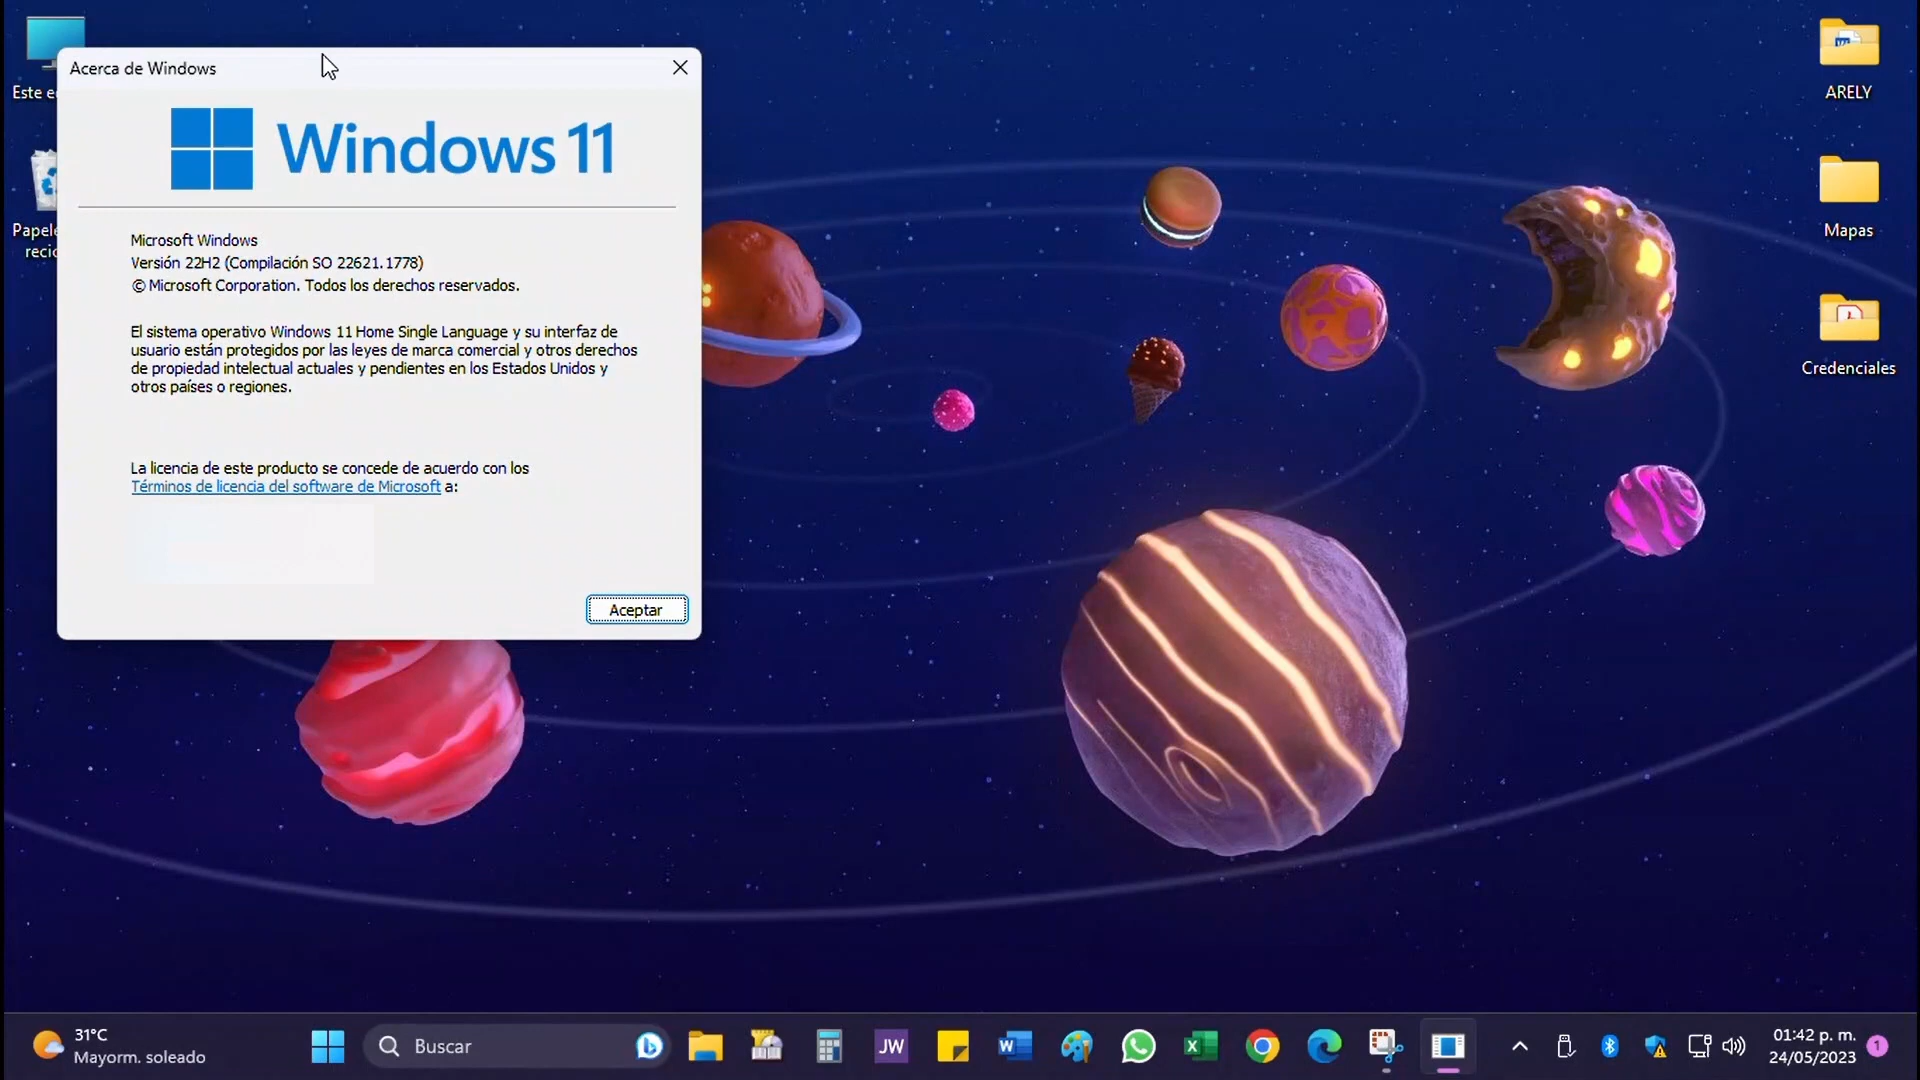 Este e
Acerca de Windows
Windows 11
Papele
recic
Microsoft Windows
Versión 22H2 (Compilación SO 22621.1778)
© Microsoft Corporation. Todos los derechos reservados.
El sistema operativo Windows 11 Home Single Language y su interfaz de
usuario están protegidos por las leyes de marca comercial y otros derechos
de propiedad intelectual actuales y pendientes en los Estados Unidos y
otros países o regiones.
La licencia de este producto se concede de acuerdo con los
Términos de licencia del software de Microsoft a:
Aceptar
ARELY
Mapas
Credenciales
31°C
Mayorm. soleado
Buscar
JW
01:42 p. m.
24/05/2023
1